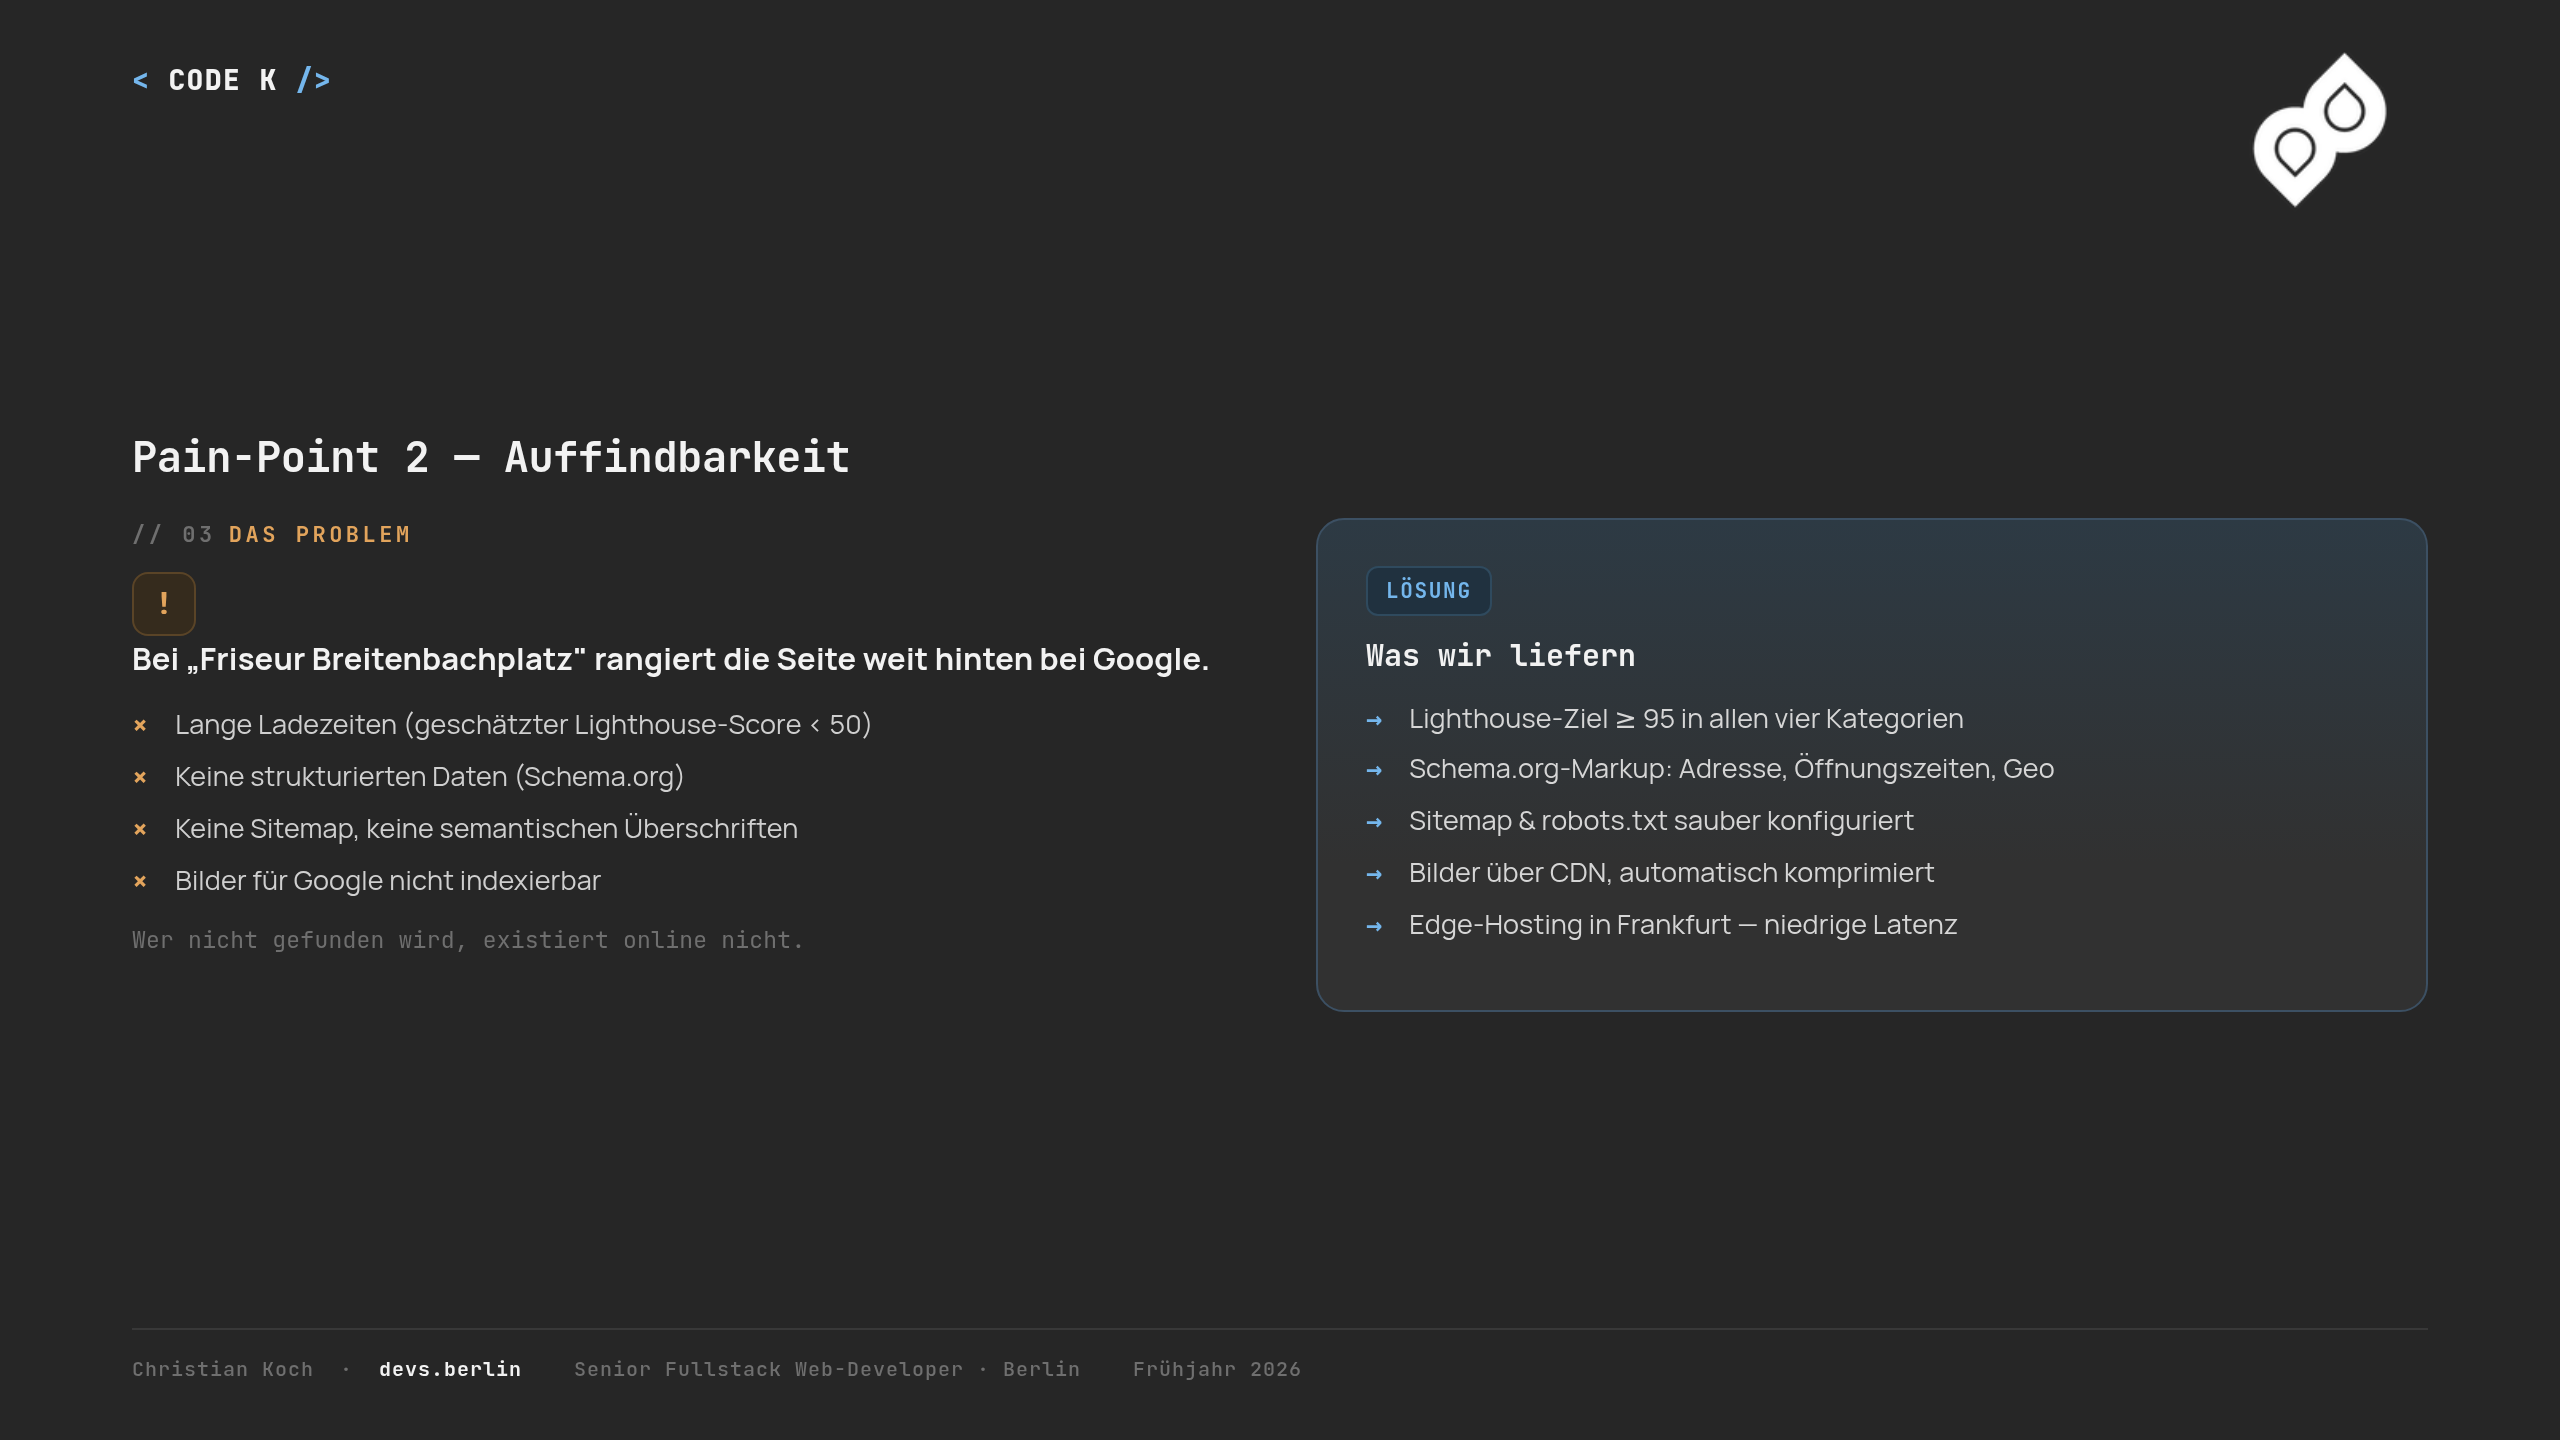 < CODE K />
Pain-Point 2 — Auffindbarkeit
// 03 DAS PROBLEM
!
Bei „Friseur Breitenbachplatz" rangiert die Seite weit hinten bei Google.
× Lange Ladezeiten (geschätzter Lighthouse-Score < 50)
× Keine strukturierten Daten (Schema.org)
× Keine Sitemap, keine semantischen Überschriften
× Bilder für Google nicht indexierbar
Wer nicht gefunden wird, existiert online nicht.
LÖSUNG
Was wir liefern
→ Lighthouse-Ziel ≥ 95 in allen vier Kategorien
→ Schema.org-Markup: Adresse, Öffnungszeiten, Geo
→ Sitemap & robots.txt sauber konfiguriert
→ Bilder über CDN, automatisch komprimiert
→ Edge-Hosting in Frankfurt — niedrige Latenz
Christian Koch · devs.berlin Senior Fullstack Web-Developer · Berlin Frühjahr 2026